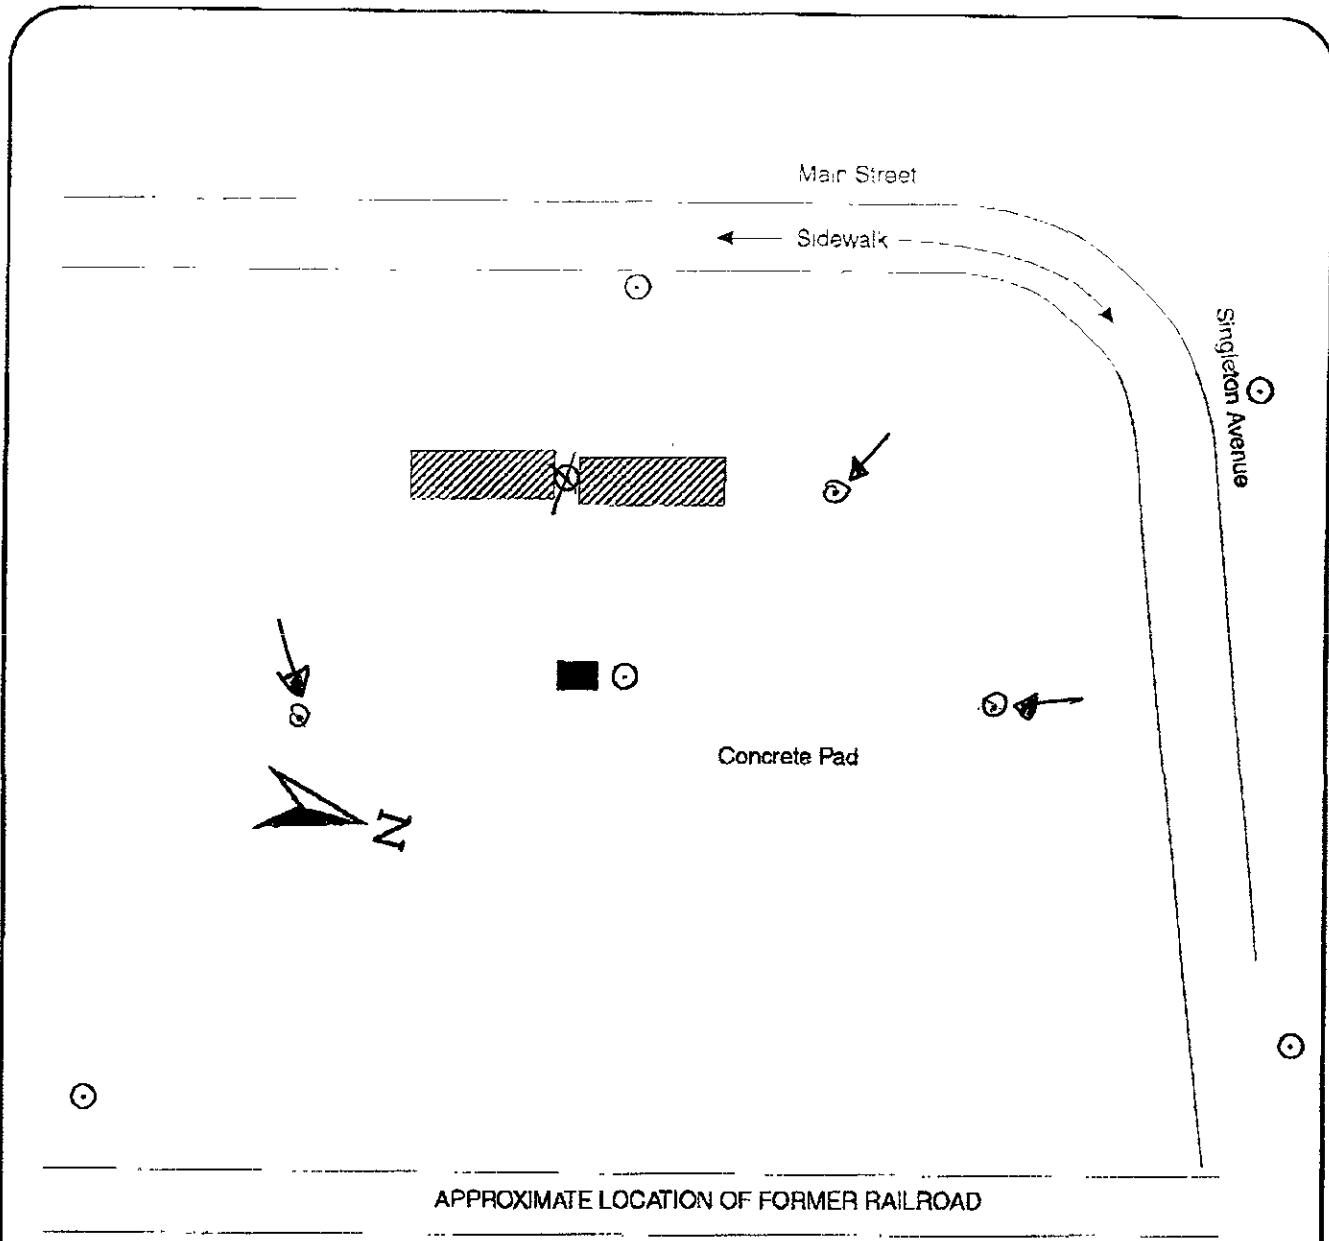 Main Street
Sidewalk
Singleton Avenue
Concrete Pad
N
APPROXIMATE LOCATION OF FORMER RAILROAD